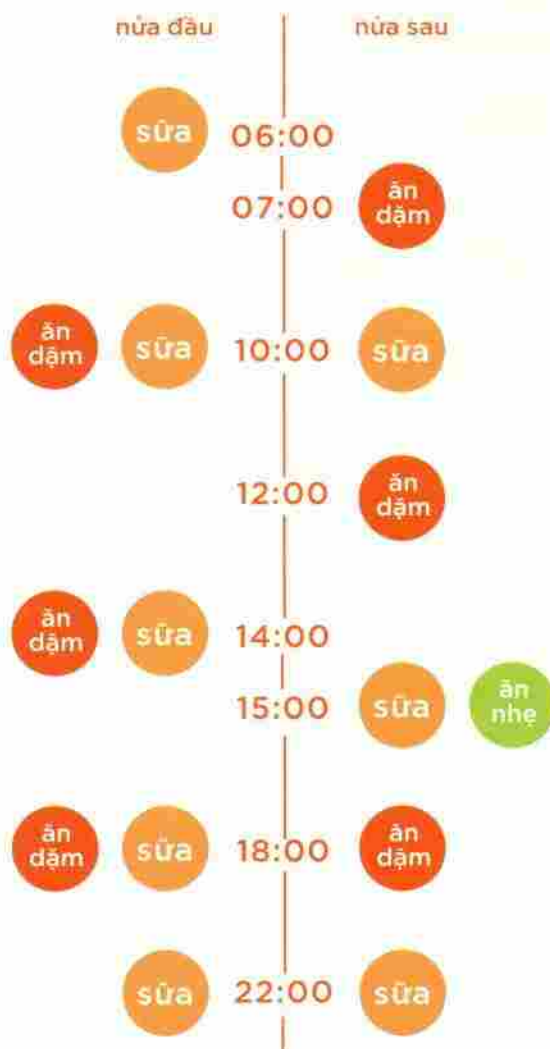 nửa đầu
nửa sau
sữa
06:00
07:00
ăn
dặm
ăn
dặm
sữa
10:00
sữa
12:00
ăn
dặm
ăn
dặm
sữa
14:00
15:00
sữa
ăn
nhẹ
ăn
dặm
sữa
18:00
ăn
dặm
sữa
22:00
sữa